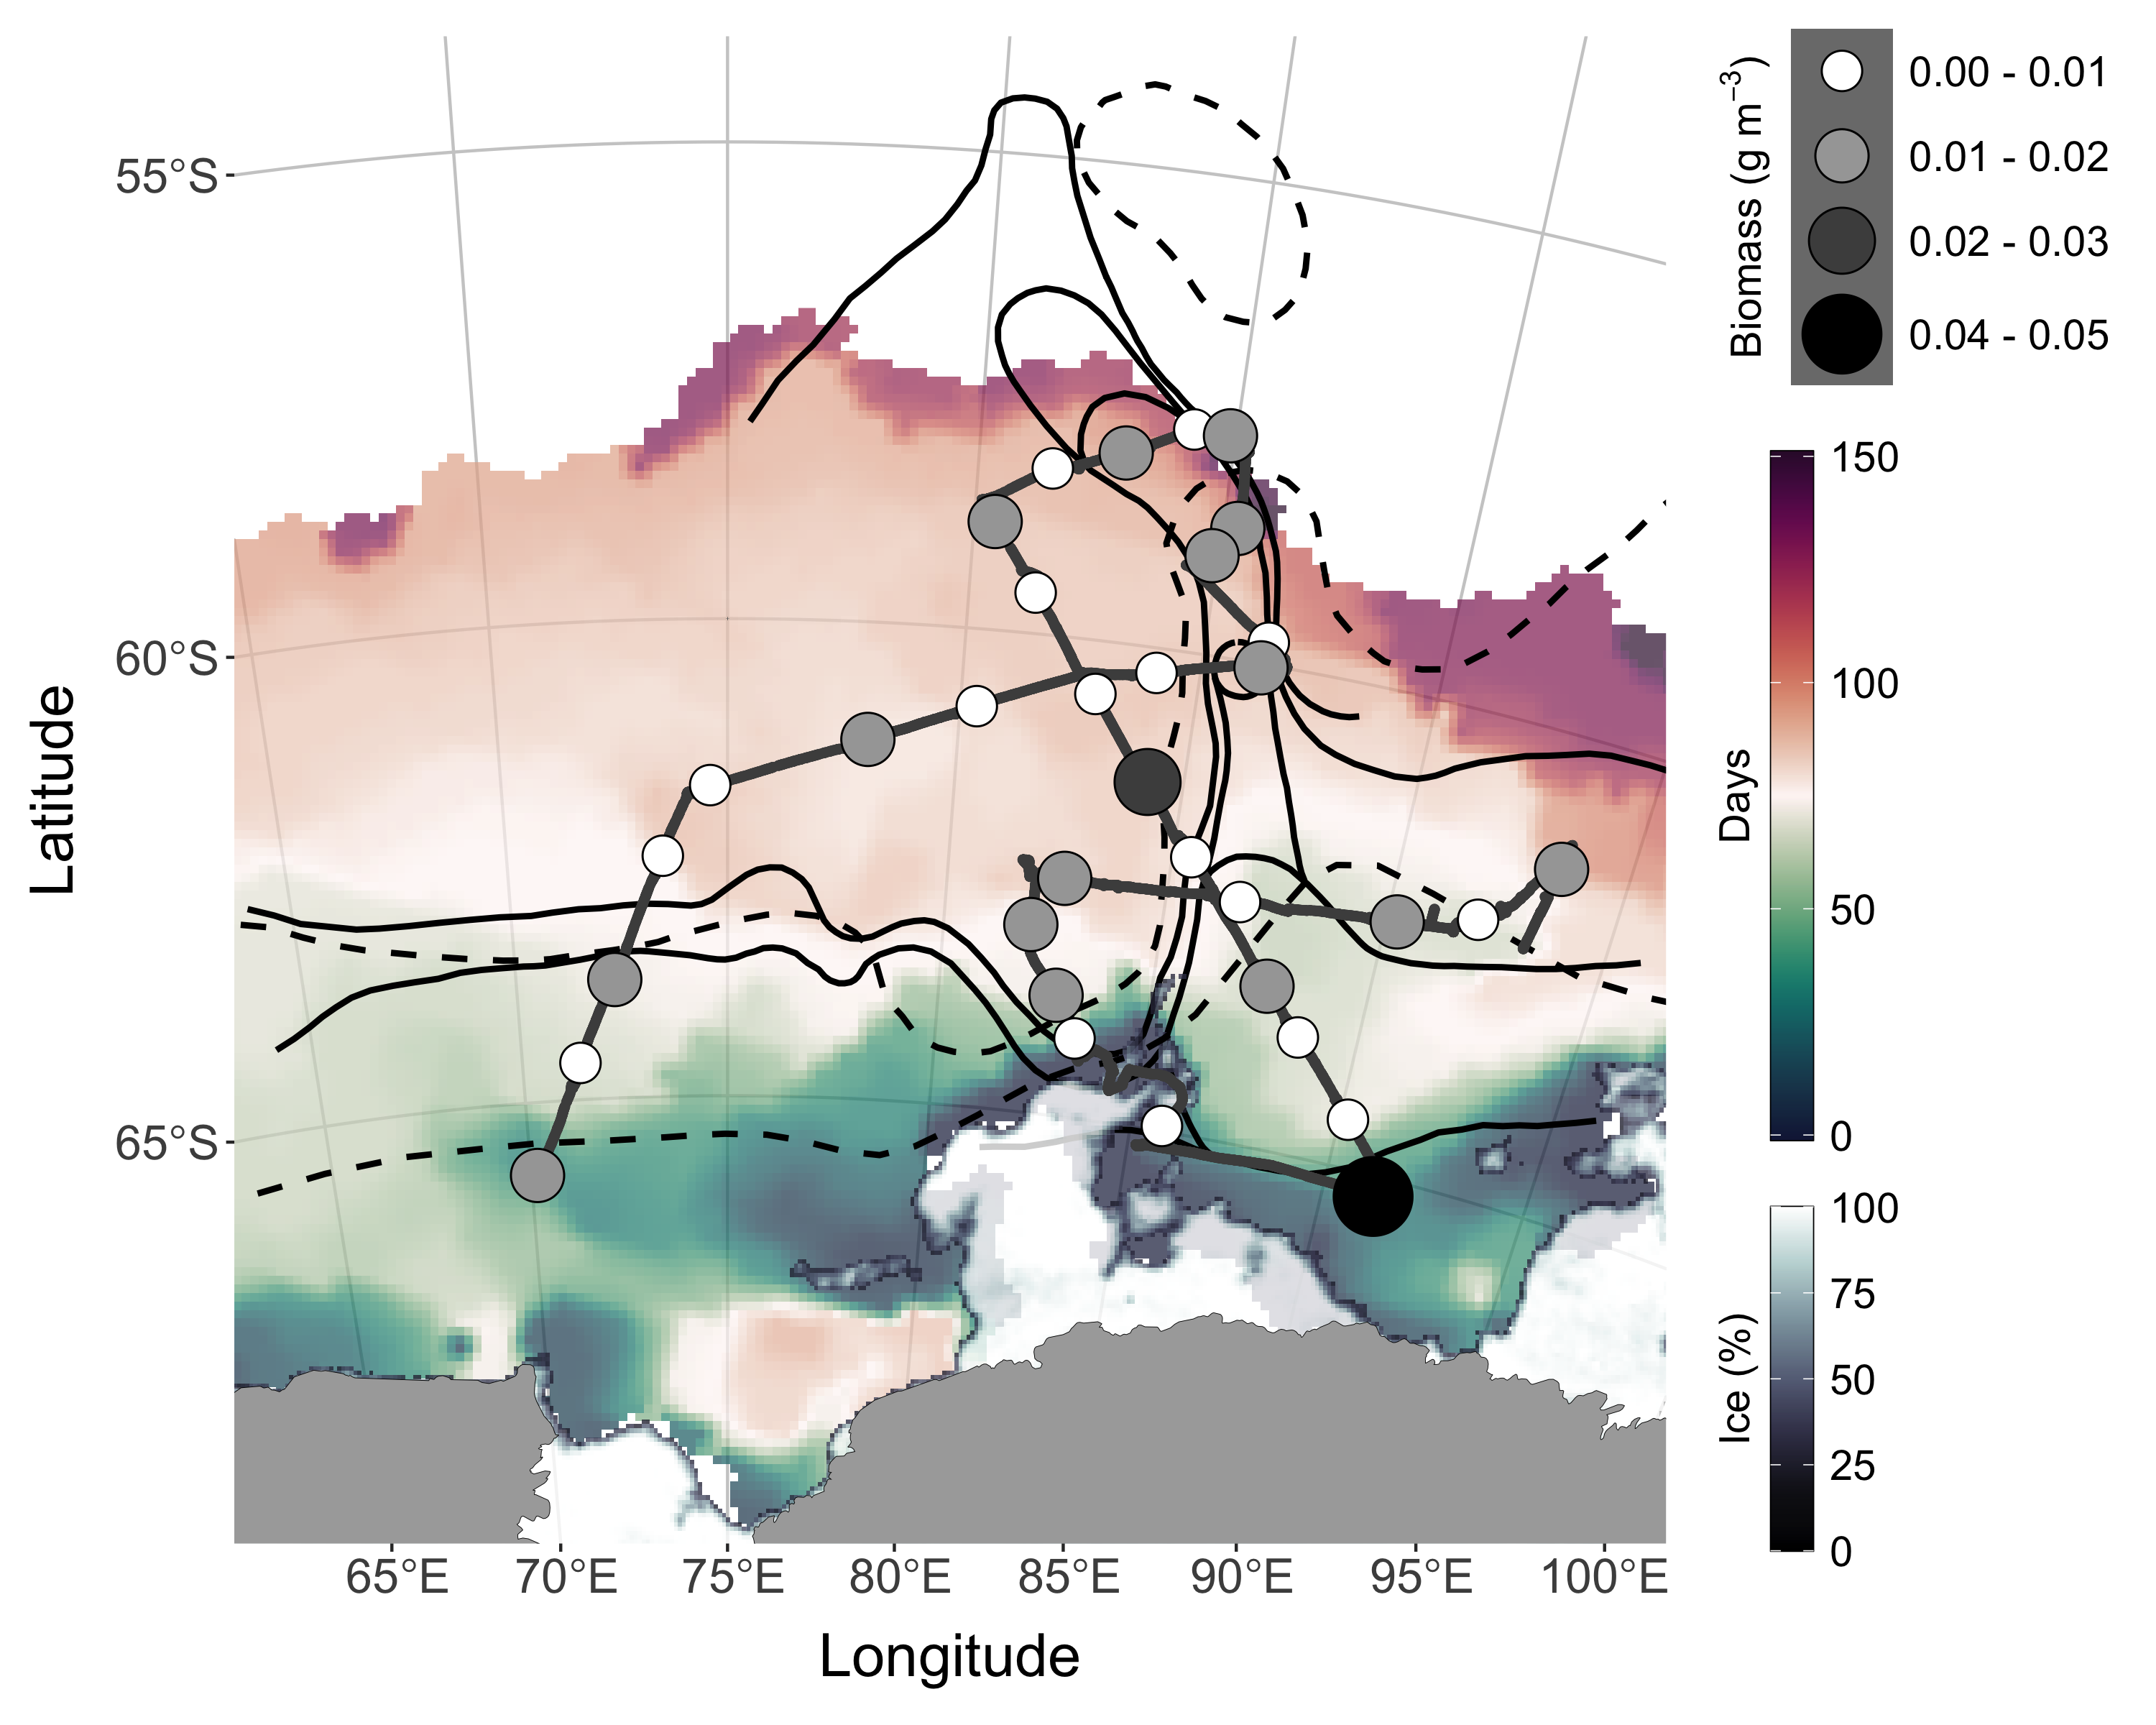 55°S
60°S
65°S
Latitude
65°E 70°E 75°E 80°E 85°E 90°E 95°E 100°E
Longitude
Biomass (g m⁻³)
0.00 - 0.01
0.01 - 0.02
0.02 - 0.03
0.04 - 0.05
Days
150
100
50
0
Ice (%)
100
75
50
25
0